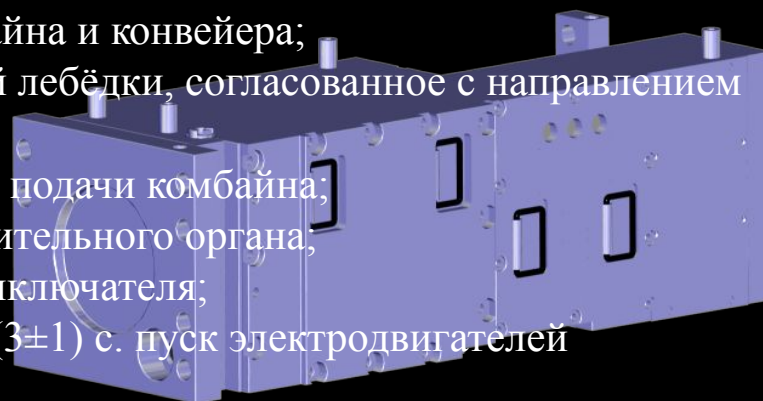 айна и конвейера;
й лебёдки, согласованное с направлением
подачи комбайна;
ительного органа;
ключателя;
(3±1) с. пуск электродвигателей